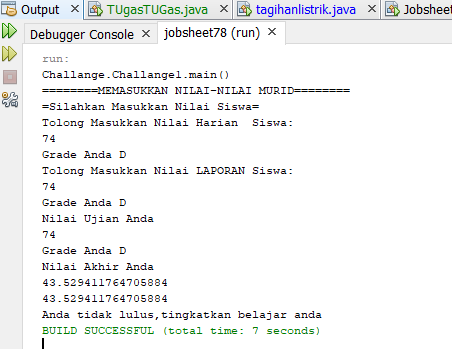 Output
TUgasTUGas.java
tagihanlistrik.java
Jobsheet
Debugger Console
jobsheet78 (run)
run:
Challange.Challange1.main()
========MEMASUKKAN NILAI-NILAI MURID========
=Silahkan Masukkan Nilai Siswa=
Tolong Masukkan Nilai Harian  Siswa:
74
Grade Anda D
Tolong Masukkan Nilai LAPORAN Siswa:
74
Grade Anda D
Nilai Ujian Anda
74
Grade Anda D
Nilai Akhir Anda
43.529411764705884
43.529411764705884
Anda tidak lulus,tingkatkan belajar anda
BUILD SUCCESSFUL (total time: 7 seconds)